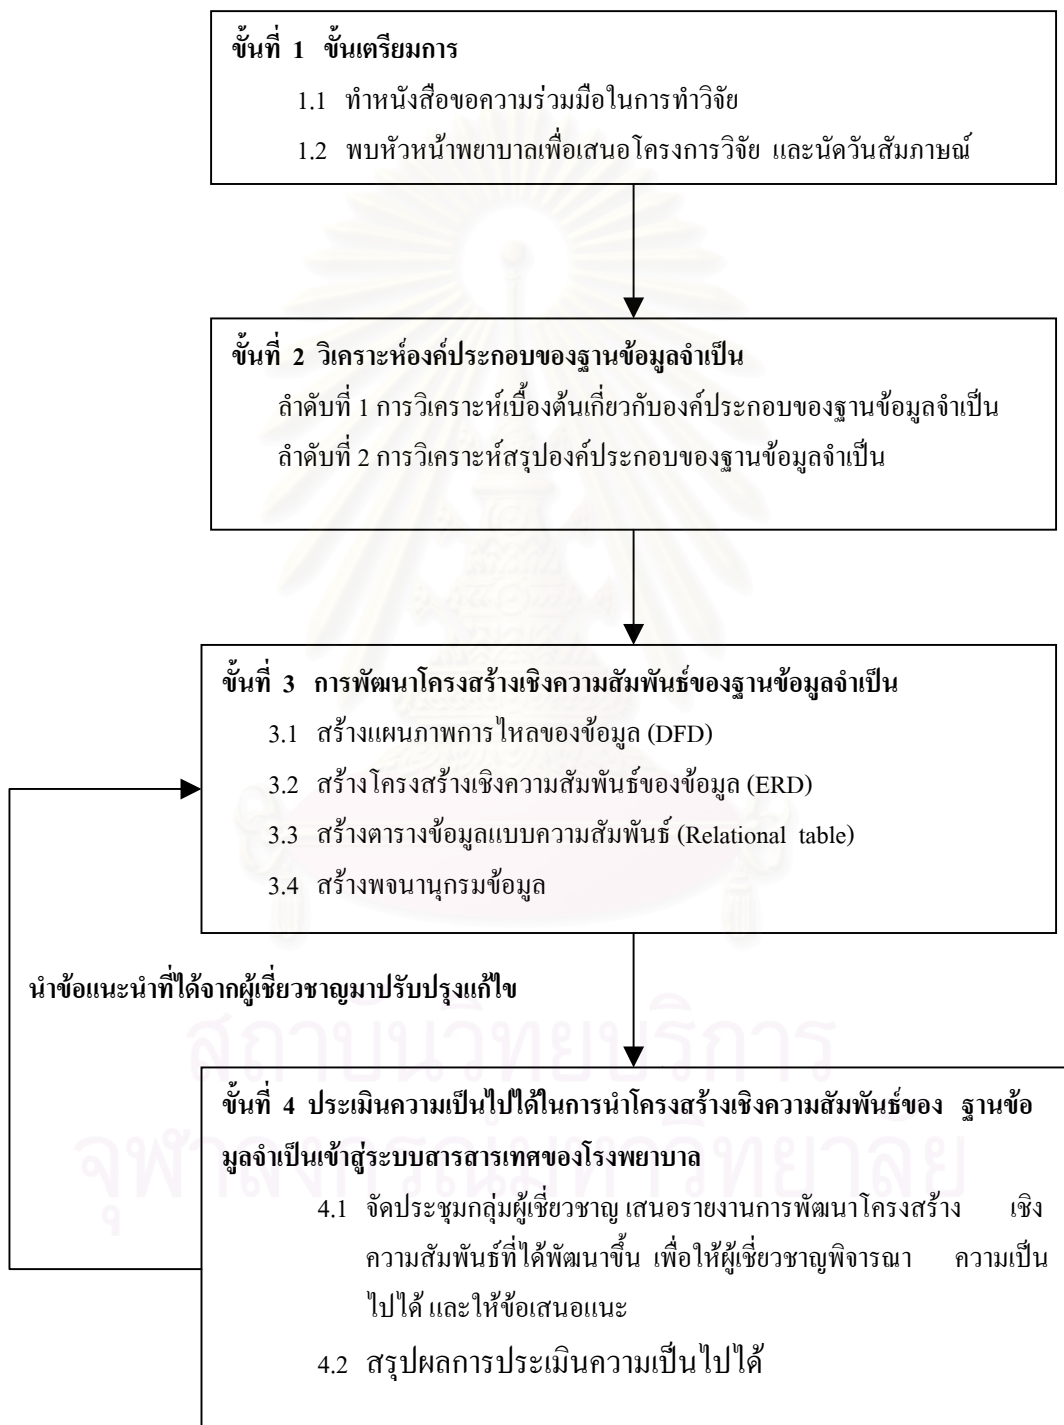 ขั้นที่ 1 ขั้นเตรียมการ
1.1 ทำหนังสือขอความร่วมมือในการทำวิจัย
1.2 พบหัวหน้าพยาบาลเพื่อเสนอโครงการวิจัย และนัดวันสัมภาษณ์
ขั้นที่ 2 วิเคราะห์องค์ประกอบของฐานข้อมูลจำเป็น
ลำดับที่ 1 การวิเคราะห์เบื้องต้นเกี่ยวกับองค์ประกอบของฐานข้อมูลจำเป็น
ลำดับที่ 2 การวิเคราะห์สรุปองค์ประกอบของฐานข้อมูลจำเป็น
ขั้นที่ 3 การพัฒนาโครงสร้างเชิงความสัมพันธ์ของฐานข้อมูลจำเป็น
3.1 สร้างแผนภาพการไหลของข้อมูล (DFD)
3.2 สร้างโครงสร้างเชิงความสัมพันธ์ของข้อมูล (ERD)
3.3 สร้างตารางข้อมูลแบบความสัมพันธ์ (Relational table)
3.4 สร้างพจนานุกรมข้อมูล
นำข้อแนะนำที่ได้จากผู้เชี่ยวชาญมาปรับปรุงแก้ไข
สถาบันวิทยบริการ
จุฬาลงกรณ์มหาวิทยาลัย
ขั้นที่ 4 ประเมินความเป็นไปได้ในการนำโครงสร้างเชิงความสัมพันธ์ของ ฐานข้อ
มูลจำเป็นเข้าสู่ระบบสารสารเทศของโรงพยาบาล
4.1 จัดประชุมกลุ่มผู้เชี่ยวชาญ เสนอรายงานการพัฒนาโครงสร้าง เชิง
ความสัมพันธ์ที่ได้พัฒนาขึ้น เพื่อให้ผู้เชี่ยวชาญพิจารณา ความเป็น
ไปได้ และให้ข้อเสนอแนะ
4.2 สรุปผลการประเมินความเป็นไปได้